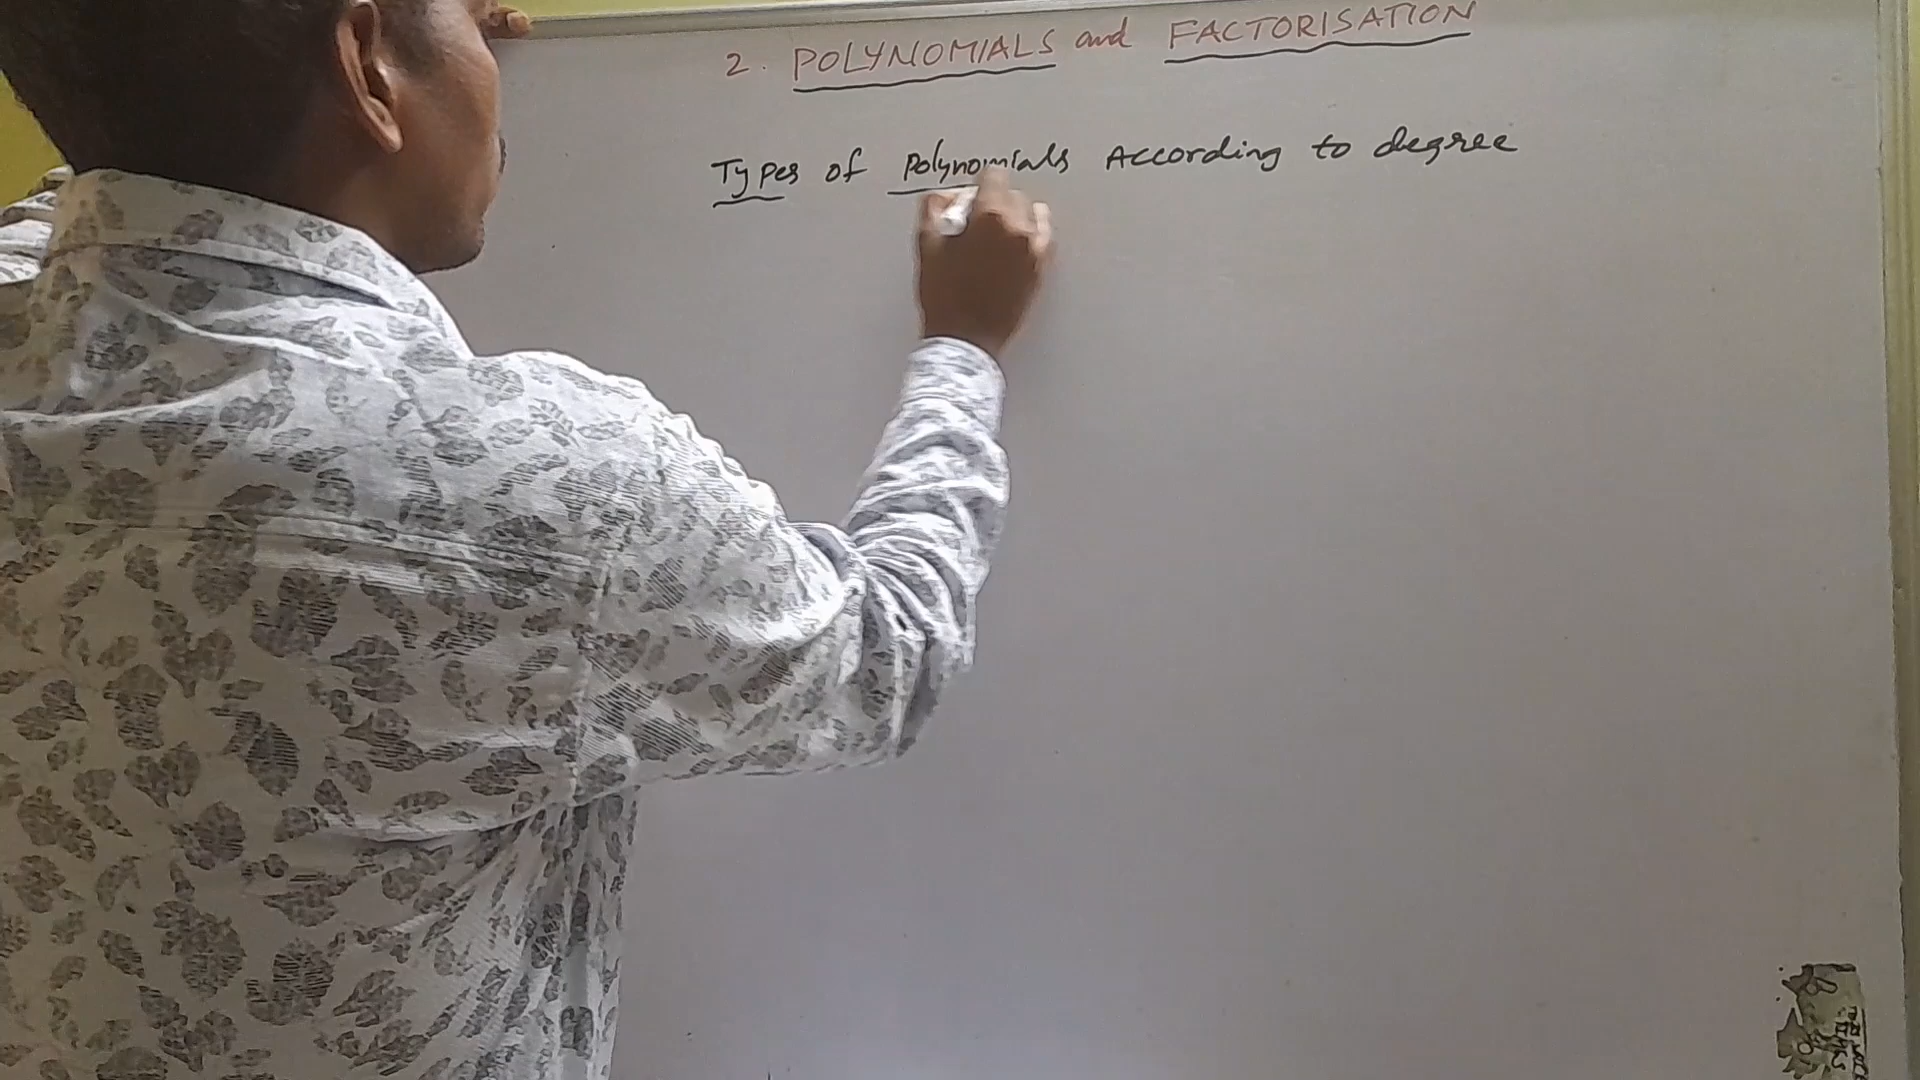 2. POLYNOMIALS and FACTORISATION
Types of Polynomials According to degree